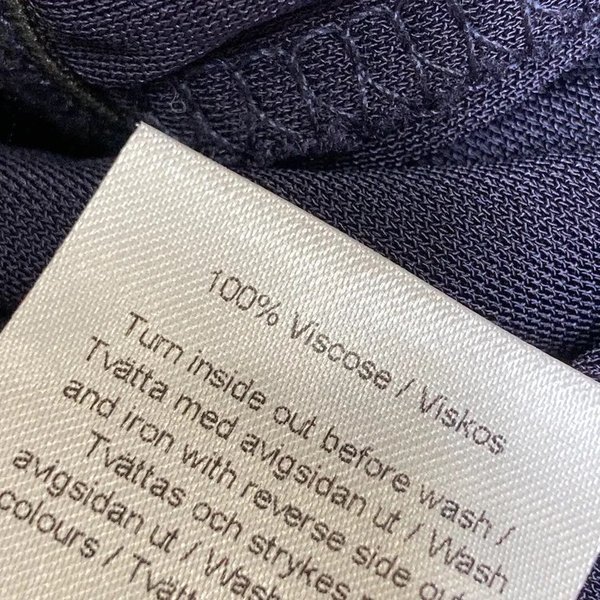 100% Viscose / Viskos
Turn inside out before wash /
Tvätta med avigsidan ut / Wash
and iron with reverse side out
Tvättas och strykes
avigsidan ut / Wash
colours /